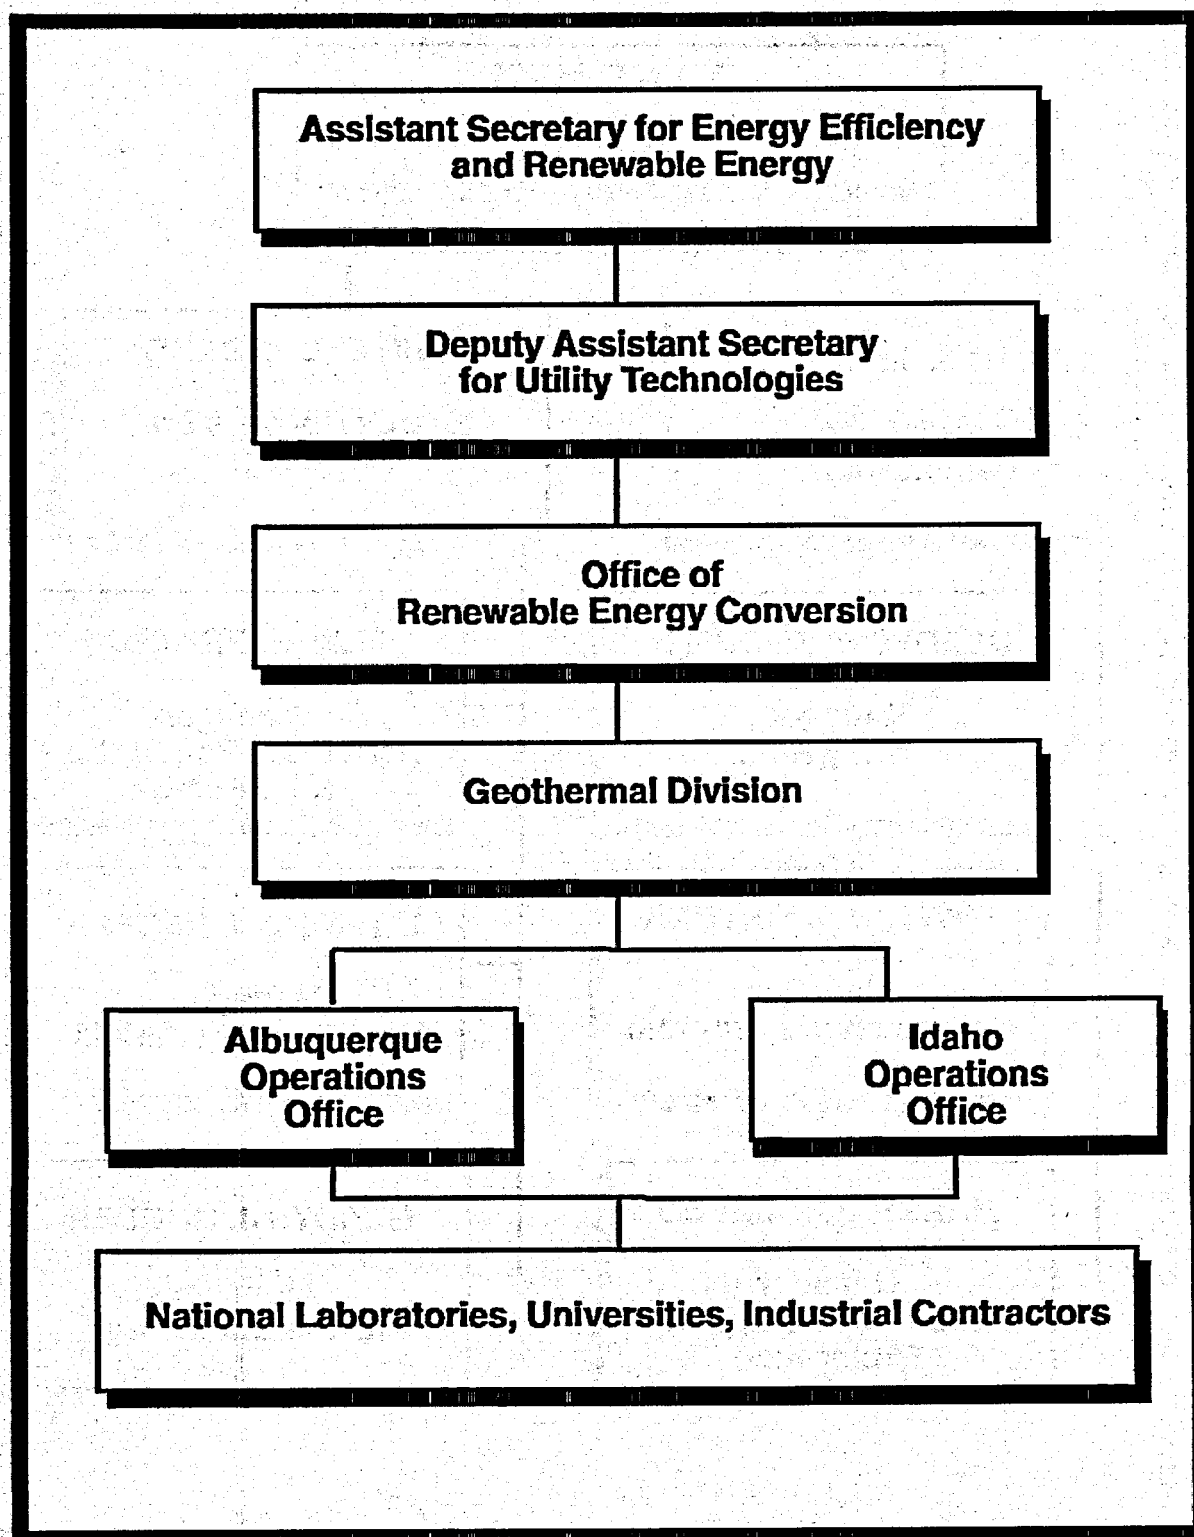 Assistant Secretary for Energy Efficiency
and Renewable Energy
Deputy Assistant Secretary
for Utility Technologies
Office of
Renewable Energy Conversion
Geothermal Division
Albuquerque
Operations
Office
Idaho
Operations
Office
National Laboratories, Universities, Industrial Contractors